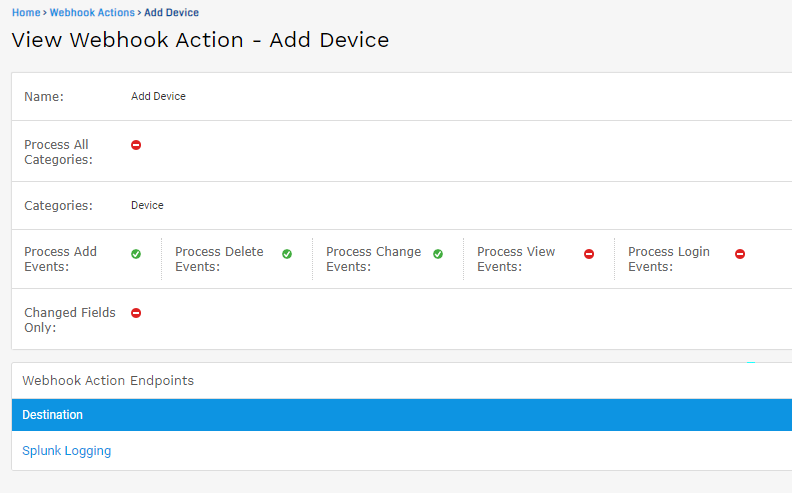 Home > Webhook Actions > Add Device
View Webhook Action - Add Device
Name: Add Device
Process All
Categories:
Categories: Device
Process Add
Events:
Process Delete
Events:
Process Change
Events:
Process View
Events:
Process Login
Events:
Changed Fields
Only:
Webhook Action Endpoints
Destination
Splunk Logging